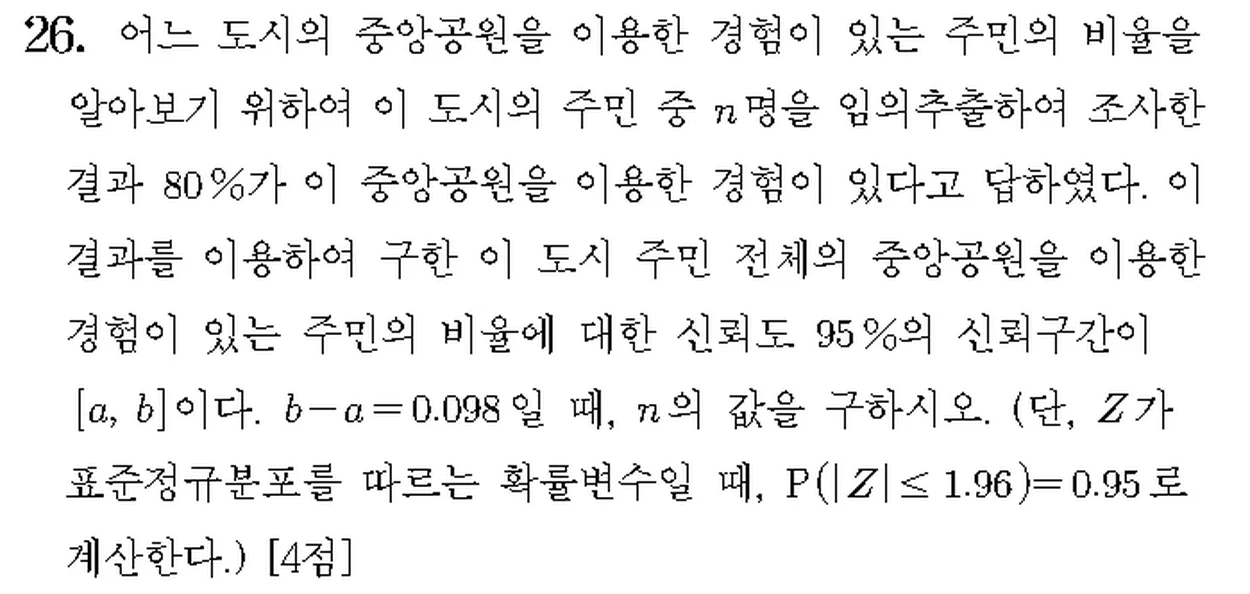 26. 어느 도시의 중앙공원을 이용한 경험이 있는 주민의 비율을
알아보기 위하여 이 도시의 주민 중 n명을 임의추출하여 조사한
결과 80%가 이 중앙공원을 이용한 경험이 있다고 답하였다. 이
결과를 이용하여 구한 이 도시 주민 전체의 중앙공원을 이용한
경험이 있는 주민의 비율에 대한 신뢰도 95%의 신뢰구간이
[a, b]이다. b-a=0.098일 때, n의 값을 구하시오. (단, Z가
표준정규분포를 따르는 확률변수일 때, P(|Z|≤1.96)=0.95로
계산한다.) [4점]